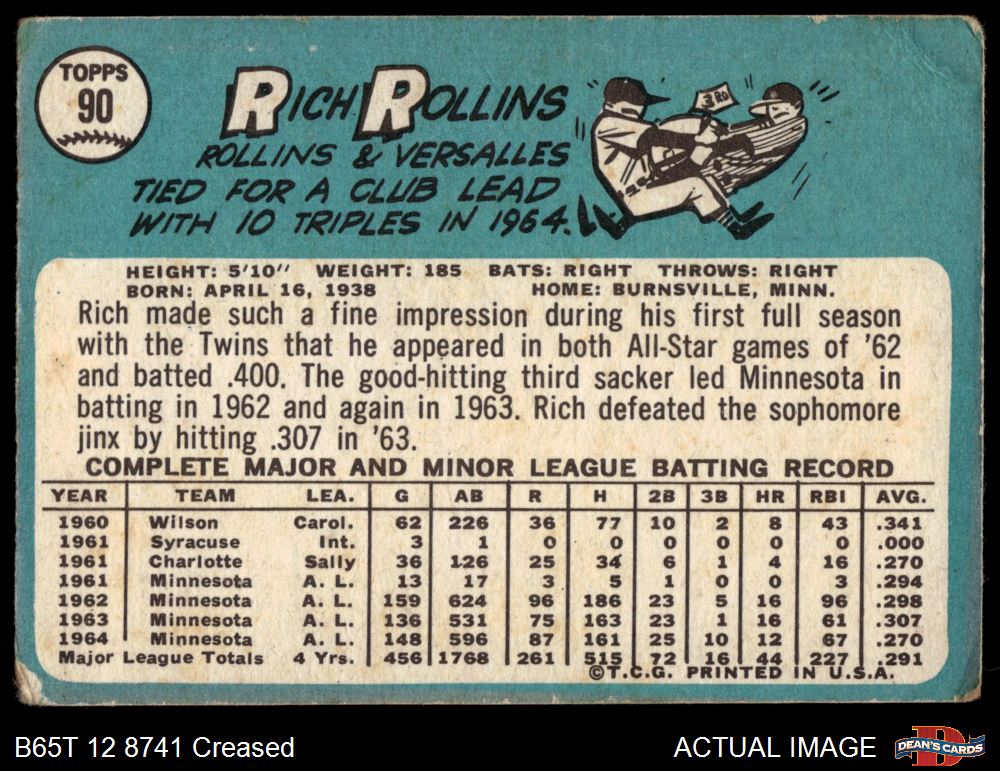 TOPPS
90
RICH ROLLINS
ROLLINS & VERSALLES
TIED FOR A CLUB LEAD
WITH 10 TRIPLES IN 1964.
3RD
HEIGHT: 5'10" WEIGHT: 185 BATS: RIGHT THROWS: RIGHT
BORN: APRIL 16, 1938 HOME: BURNSVILLE, MINN.
Rich made such a fine impression during his first full season
with the Twins that he appeared in both All-Star games of '62
and batted .400. The good-hitting third sacker led Minnesota in
batting in 1962 and again in 1963. Rich defeated the sophomore
jinx by hitting .307 in '63.
COMPLETE MAJOR AND MINOR LEAGUE BATTING RECORD
YEAR TEAM LEA. G AB R H 2B 3B HR RBI AVG.
1960 Wilson Carol. 62 226 36 77 10 2 8 43 .341
1961 Syracuse Int. 3 1 0 0 0 0 0 0 .000
1961 Charlotte Sally 36 126 25 34 6 1 4 16 .270
1961 Minnesota A. L. 13 17 3 5 1 0 0 3 .294
1962 Minnesota A. L. 159 624 96 186 23 5 16 96 .298
1963 Minnesota A. L. 136 531 75 163 23 1 16 61 .307
1964 Minnesota A. L. 148 596 87 161 25 10 12 67 .270
Major League Totals 4 Yrs. 456 1768 261 515 72 16 44 227 .291
©T.C.G. PRINTED IN U.S.A.
B65T 12 8741 Creased
ACTUAL IMAGE
DEAN'S CARDS